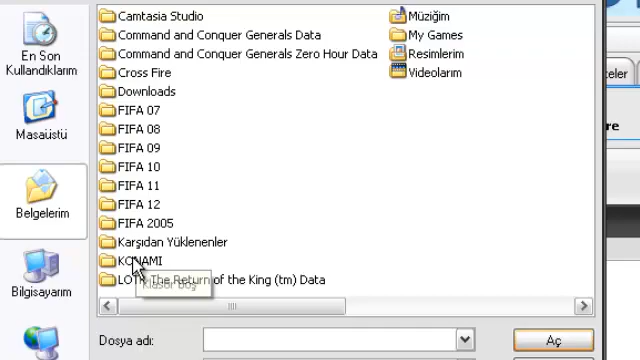 En Son
Kullandıklarım
Masaüstü
Belgelerim
Bilgisayarım
Camtasia Studio
Command and Conquer Generals Data
Command and Conquer Generals Zero Hour Data
Cross Fire
Downloads
FIFA 07
FIFA 08
FIFA 09
FIFA 10
FIFA 11
FIFA 12
FIFA 2005
Karşıdan Yüklenenler
KONAMI
LOTR The Return of the King (tm) Data
Klasör boş
Müziğim
My Games
Resimlerim
Videolarım
Dosya adı:
Aç